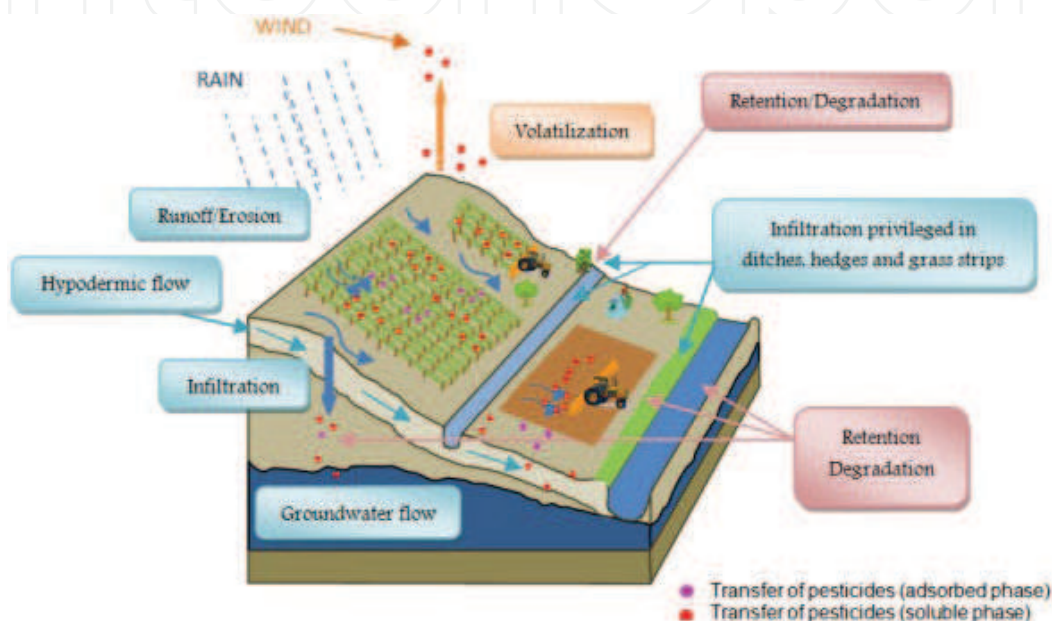 WIND
RAIN
Retention/Degradation
Volatilization
Runoff/Erosion
Infiltration privileged in
ditches, hedges and grass strips
Hypodermic flow
Infiltration
Retention
Degradation
Groundwater flow
Transfer of pesticides (adsorbed phase)
Transfer of pesticides (soluble phase)